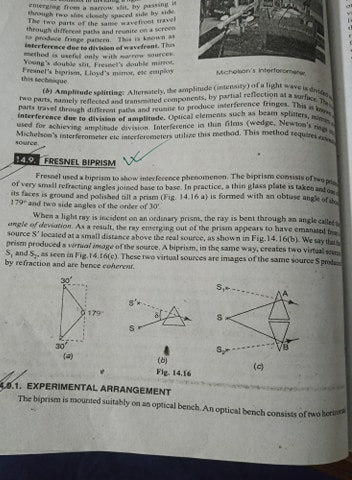 emerging from a narrow slit, by passing it
through two slits closely spaced side by side.
The two parts of the same wavefront travel
through different paths and reunite on a screen
to produce fringe pattern. This is known as
interference due to division of wavefront. This
method is useful only with narrow sources.
Young's double slit, Fresnel's double mirror,
Fresnel's biprism, Lloyd's mirror, etc employ
this technique.
Michelson's Interferometer.
(b) Amplitude splitting: Alternately, the amplitude (intensity) of a light wave is divided
two parts, namely reflected and transmitted components, by partial reflection at a surface. The
parts travel through different paths and reunite to produce interference fringes. This is known
interference due to division of amplitude. Optical elements such as beam splitters, mirrors
used for achieving amplitude division. Interference in thin films (wedge, Newton's rings
Michelson's interferometer etc interferometers utilize this method. This method requires extended
source.
14.9. FRESNEL BIPRISM
Fresnel used a biprism to show interference phenomenon. The biprism consists of two
of very small refracting angles joined base to base. In practice, a thin glass plate is taken and one
its faces is ground and polished till a prism (Fig. 14.16 a) is formed with an obtuse angle of
179° and two side angles of the order of 30′.
When a light ray is incident on an ordinary prism, the ray is bent through an angle called
angle of deviation. As a result, the ray emerging out of the prism appears to have emanated from
source S′ located at a small distance above the real source, as shown in Fig.14.16(b). We say that
prism produced a virtual image of the source. A biprism, in the same way, creates two virtual
S₁ and S₂, as seen in Fig.14.16(c). These two virtual sources are images of the same source S produced
by refraction and are hence coherent.
30′
179°
30′
(a)
S′
S
δ
(b)
S₁
S
S₂
A
B
(c)
Fig. 14.16
4.9.1. EXPERIMENTAL ARRANGEMENT
The biprism is mounted suitably on an optical bench. An optical bench consists of two